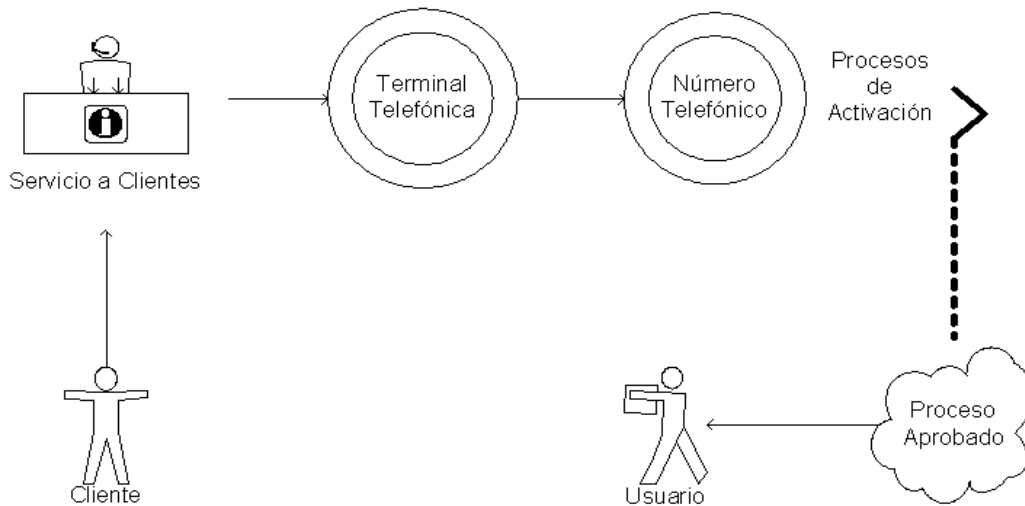 Terminal
Telefónica
Número
Telefónico
Procesos
de
Activación
i
Servicio a Clientes
Proceso
Aprobado
Cliente
Usuario